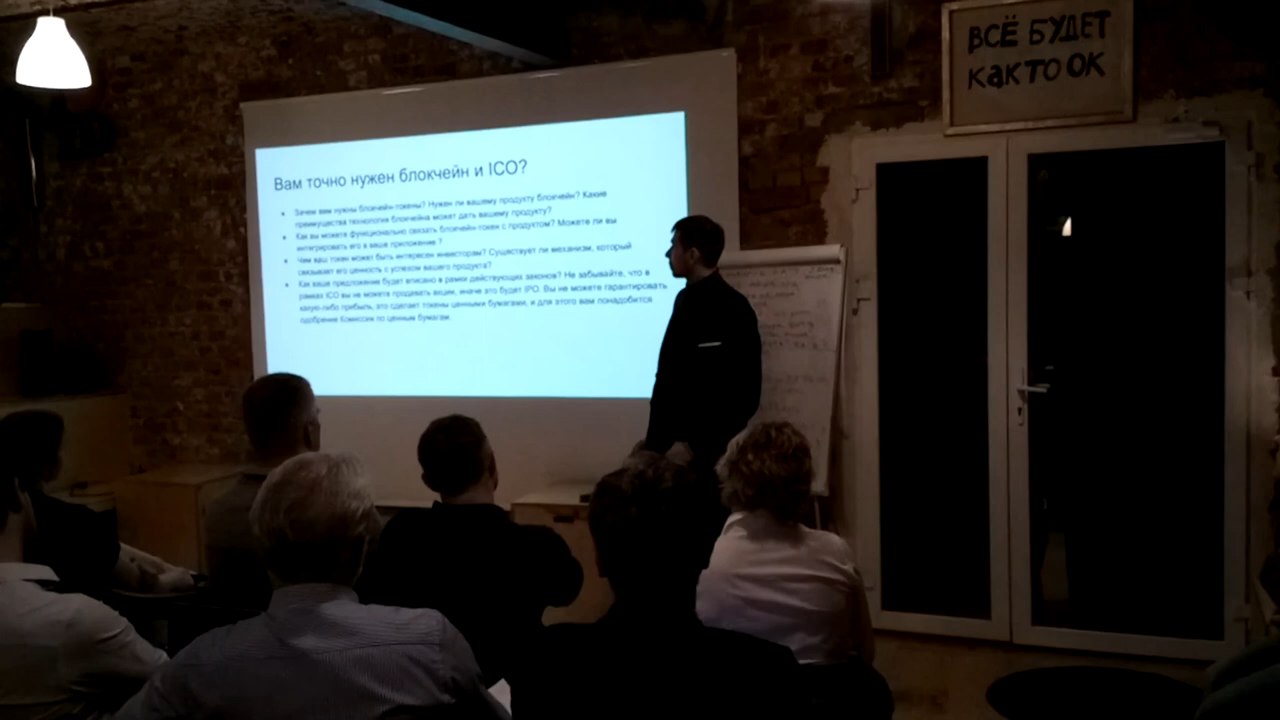 ВСЁ БУДЕТ
КАКТО ОК
Вам точно нужен блокчейн и ICO?
Зачем вам нужны блокчейн-токены? Нужен ли вашему продукту блокчейн? Какие
преимущества технология блокчейна может дать вашему продукту?
Как вы можете функционально связать блокчейн-токен с продуктом? Можете ли вы
интегрировать его в ваше приложение ?
Чем ваш токен может быть интересен инвесторам? Существует ли механизм, который
связывает его ценность с успехом вашего продукта?
Как ваше предложение будет вписано в рамки действующих законов? Не забывайте, что в
рамках ICO вы не можете продавать акции, иначе это будет IPO. Вы не можете гарантировать
какую-либо прибыль, это сделает токены ценными бумагами, и для этого вам понадобится
одобрение Комиссии по ценным бумагам.